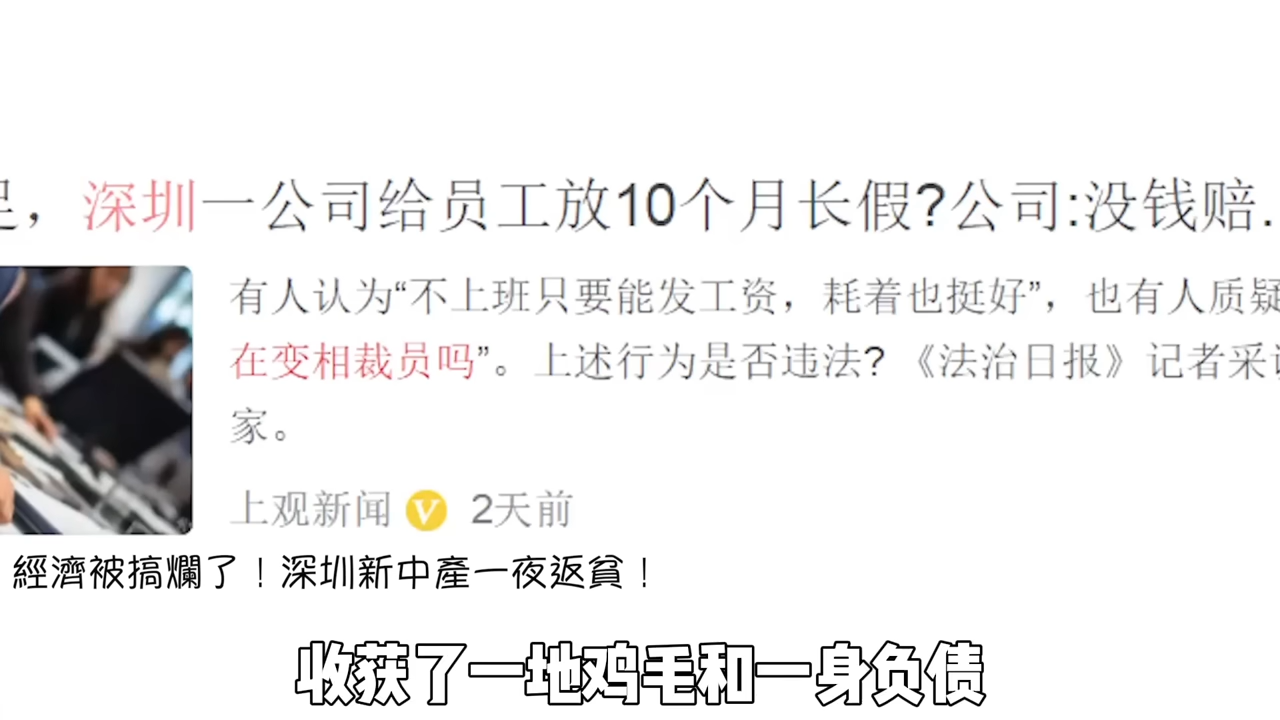 ，深圳一公司给员工放10个月长假?公司:没钱赔.
有人认为“不上班只要能发工资，耗着也挺好”，也有人质疑
在变相裁员吗”。上述行为是否违法? 《法治日报》记者采访
家。
上观新闻 V 2天前
經濟被搞爛了！深圳新中產一夜返貧！
收获了一地鸡毛和一身负债